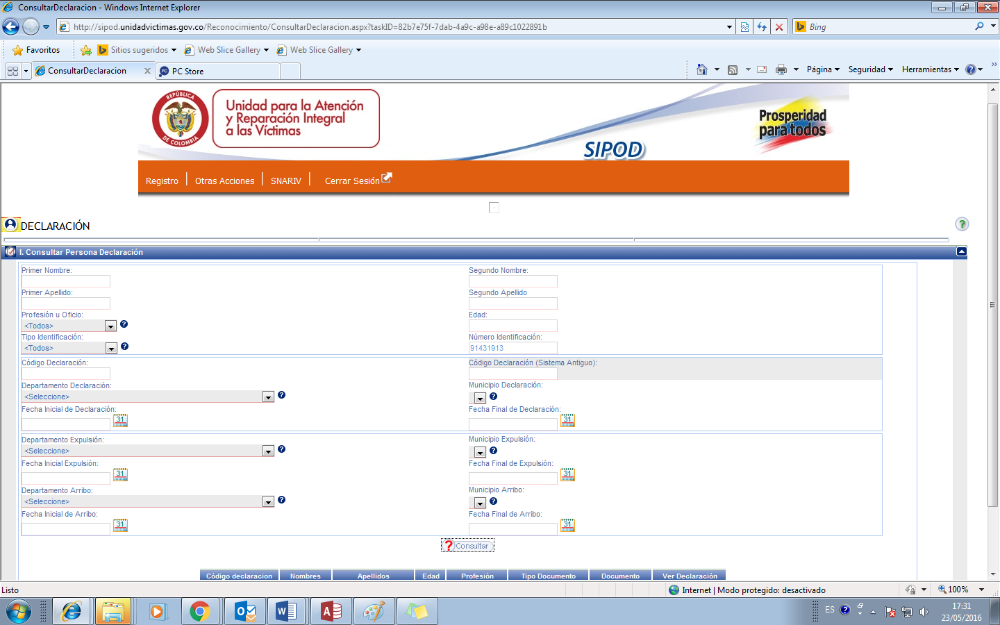 ConsultarDeclaracion - Windows Internet Explorer
http://sipod.unidadvictimas.gov.co/Reconocimiento/ConsultarDeclaracion.aspx?taskID=82b7e75f-7dab-4a9c-a98e-a89c1022891b
Bing
Favoritos Sitios sugeridos Web Slice Gallery Web Slice Gallery
ConsultarDeclaracion PC Store Página Seguridad Herramientas
REPÚBLICA
DE COLOMBIA
Unidad para la Atención
y Reparación Integral
a las Víctimas
Prosperidad
para todos
SIPOD
Registro Otras Acciones SNARIV Cerrar Sesión
DECLARACIÓN
I. Consultar Persona Declaración
Primer Nombre: Segundo Nombre:
Primer Apellido: Segundo Apellido
Profesión u Oficio: Edad:
<Todos>
Tipo Identificación: Número Identificación:
<Todos> 91431913
Código Declaración: Código Declaración (Sistema Antiguo):
Departamento Declaración: Municipio Declaración:
<Seleccione>
Fecha Inicial de Declaración: Fecha Final de Declaración:
31 31
Departamento Expulsión: Municipio Expulsión:
<Seleccione>
Fecha Inicial Expulsión: Fecha Final de Expulsión:
31 31
Departamento Arribo: Municipio Arribo:
<Seleccione>
Fecha Inicial de Arribo: Fecha Final de Arribo:
31 31
Consultar
Código declaracion Nombres Apellidos Edad Profesión Tipo Documento Documento Ver Declaración
Listo Internet | Modo protegido: desactivado 100%
ES 17:31
23/05/2016